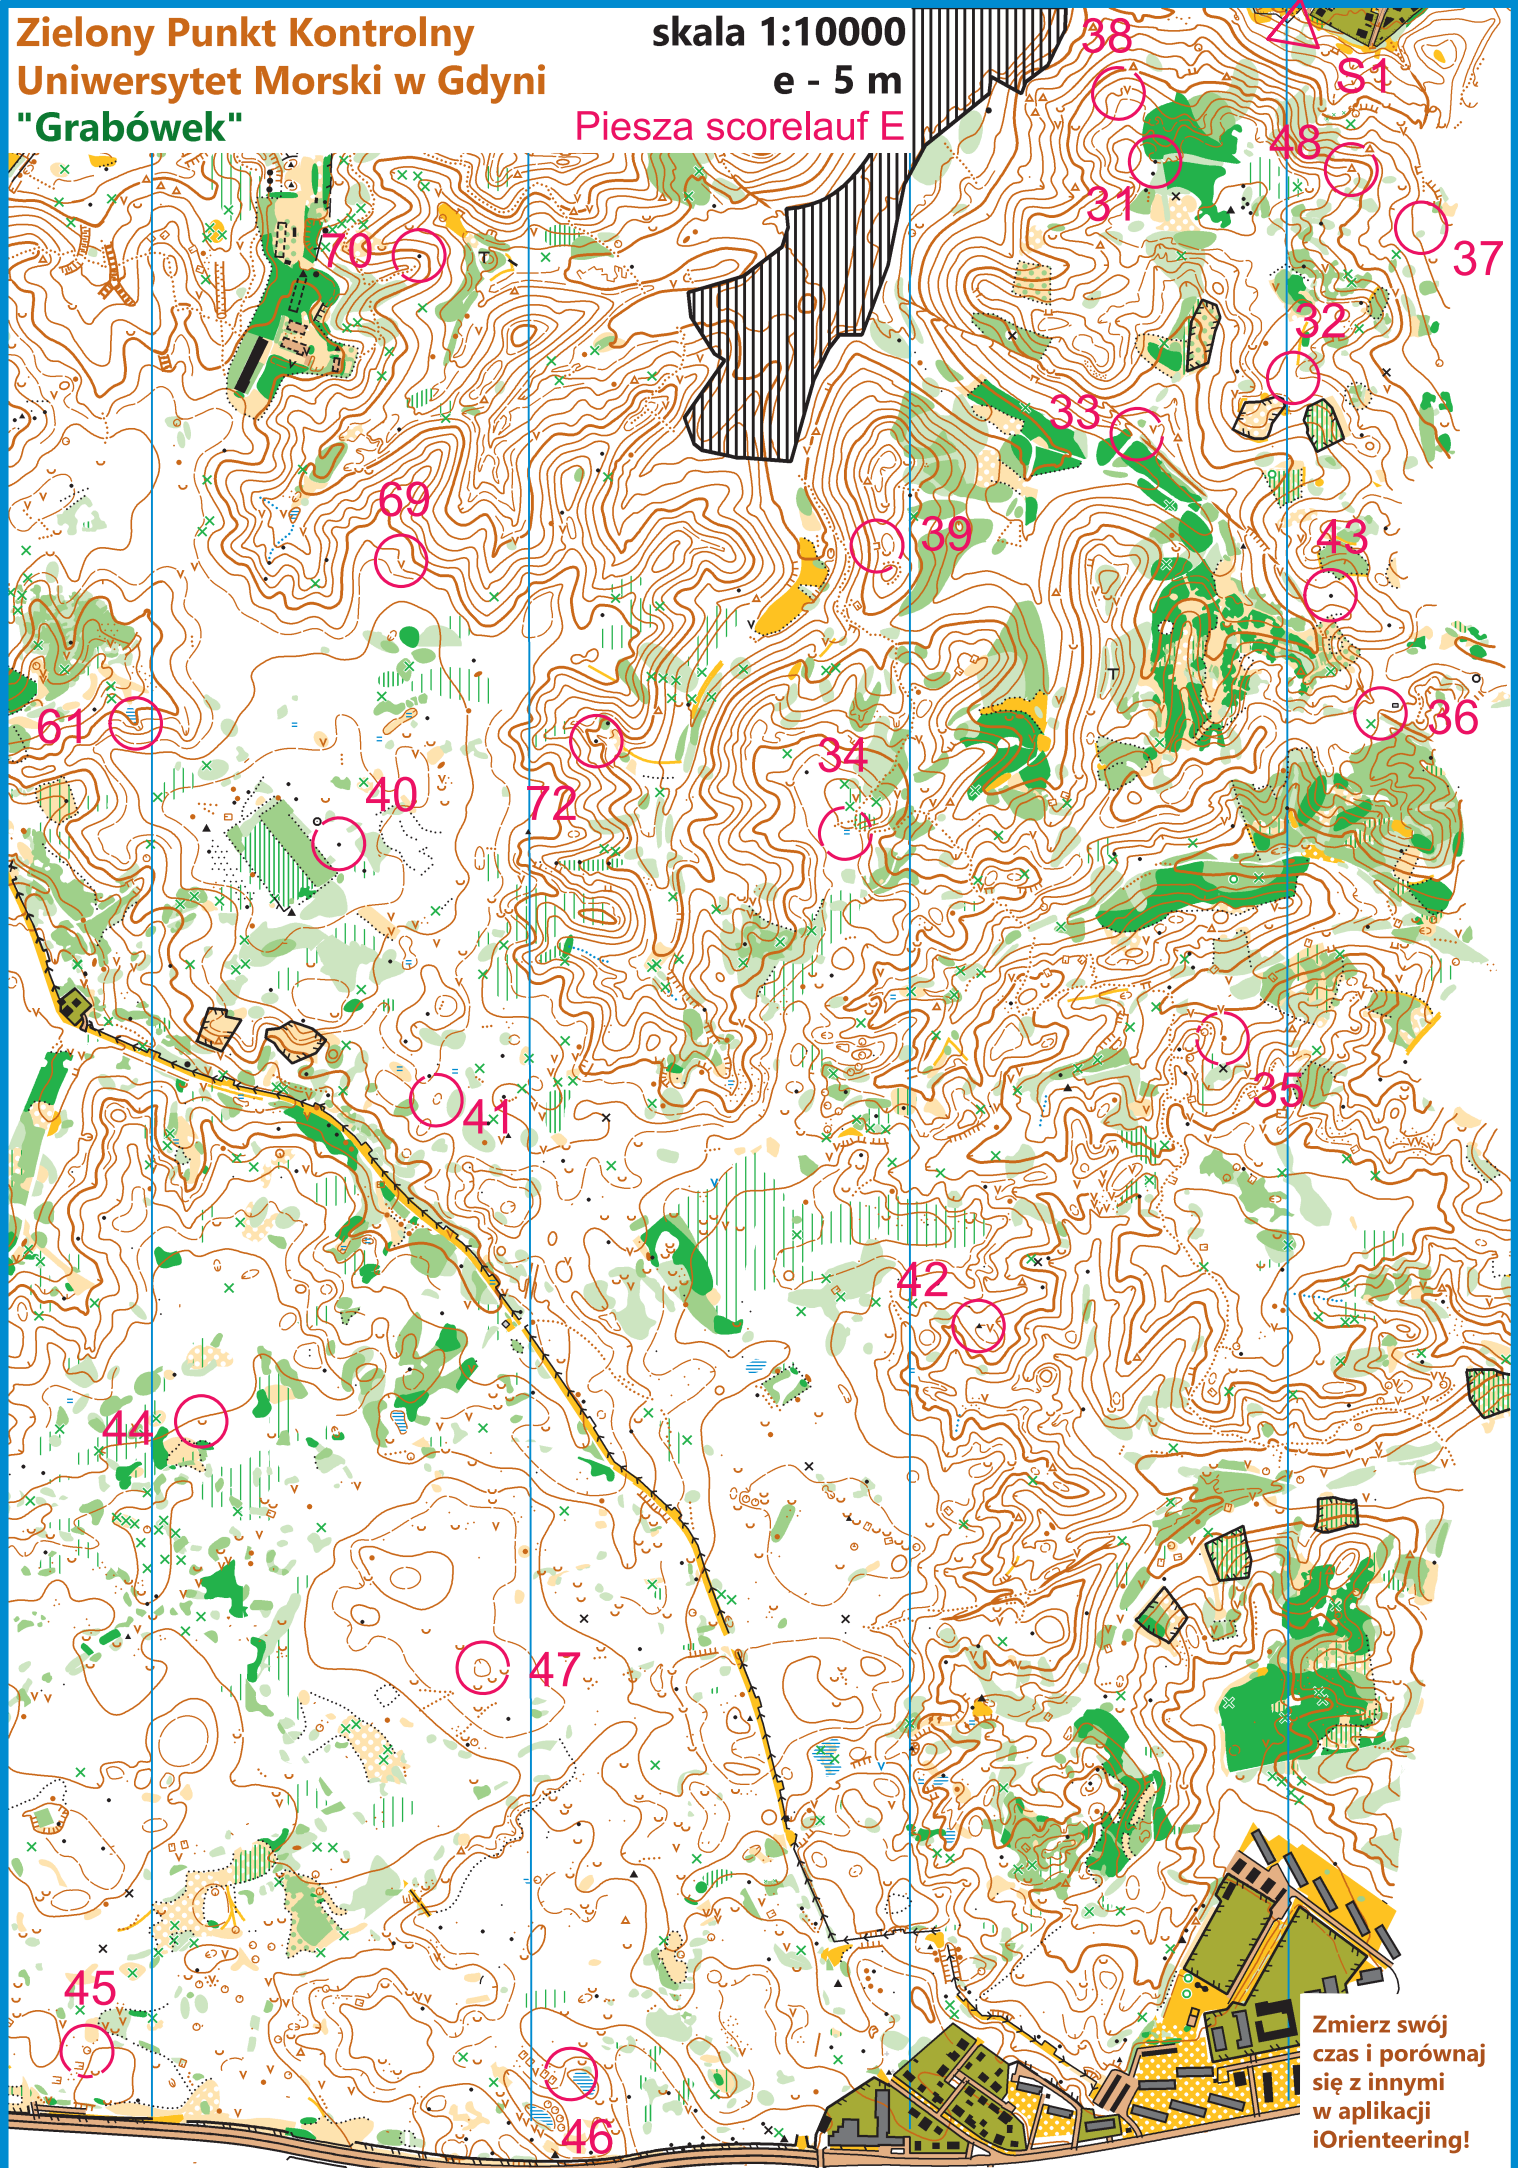 Zielony Punkt Kontrolny
Uniwersytet Morski w Gdyni
"Grabówek"
skala 1:10000
e - 5 m
Piesza scorelauf E
38
S1
48
31
37
70
32
33
69
39
43
61
36
34
40
72
41
35
42
44
47
45
46
Zmierz swój
czas i porównaj
się z innymi
w aplikacji
iOrienteering!